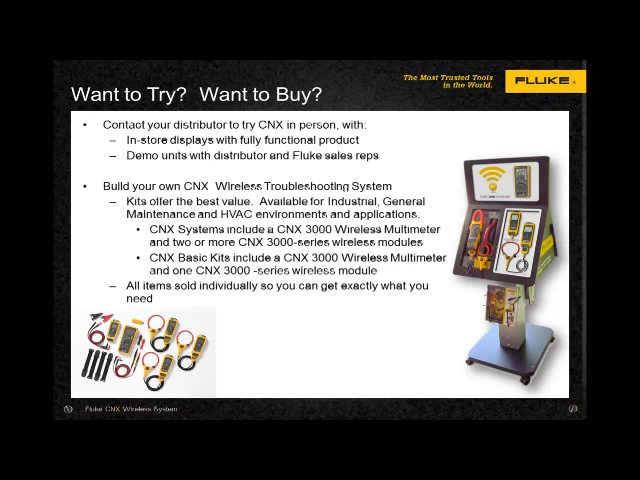 The Most Trusted Tools
in the World.
FLUKE
Want to Try? Want to Buy?
• Contact your distributor to try CNX in person, with:
– In-store displays with fully functional product
– Demo units with distributor and Fluke sales reps
• Build your own CNX Wireless Troubleshooting System
– Kits offer the best value. Available for Industrial, General
Maintenance and HVAC environments and applications.
• CNX Systems include a CNX 3000 Wireless Multimeter
and two or more CNX 3000-series wireless modules
• CNX Basic Kits include a CNX 3000 Wireless Multimeter
and one CNX 3000 -series wireless module
– All items sold individually so you can get exactly what you
need
Fluke CNX Wireless System